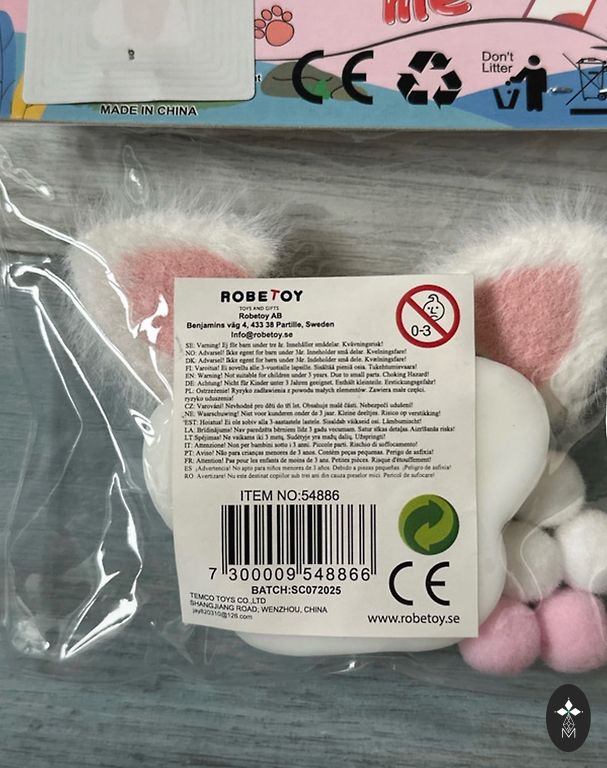 me
MADE IN CHINA
CE
Don't
Litter
ROBETOY
TOYS AND GIFTS
Robetoy AB
Benjamins väg 4, 433 38 Partille, Sweden
Info@robetoy.se
0-3
SE: Varning! Ej för barn under tre år. Innehåller smådelar. Kvävningsrisk!
NO: Advarsel! Ikke egnet for barn under 3år. Indeholder små delar. Kvelningsfare!
DK: Advarsel! Ikke egent for barn under 3år. Indeholder små dele. Kvælningsfare!
FI: Varoitus! Ei sovellu alle 3-vuotiaille lapsille. Sisältää pieniä osia. Tukehtumisvaara!
EN: Warning! Not suitable for children under 3 years. Due to small parts. Choking Hazard!
DE: Achtung! Nicht für Kinder unter 3 Jahren geeignet. Enthält kleinteile. Erstickungsgefahr!
PL: Ostrzeżenie! Ryzyko zadławienia z powodu małych elementów. Zawiera małe części.
ryzyko uduszenia!
CZ: Varování! Nevhodné pro děti do tří let. Obsahuje malé části. Nebezpečí udušení!
NE: Waarschuwing! Niet voor kunderen onder de 3 jaar. Kleine deeltjes. Risico op verstikking!
EST: Hoiatus! Ei ole sobiv alla 3-aastastele lastele. Sisaldab väikeseid osi. Lämbumisoht!
LA: Brīdinājums! Nav paredzēts bērniem līdz 3 gadu vecumam. Satur sīkas detaļas. Aizrīšanās risks!
LT: Spėjimas! Ne vaikams iki 3 metų. Sudėtyje yra mažų dalių. Užspringti!
IT: Attenzione! Non per bambini sotto i 3 anni. Piccole parti. Rischio di soffocamento!
PT: Aviso! Não para crianças menores de 3 anos. Contém peças pequenas. Perigo de asfixia!
FR: Attention! Pas pour les enfants de moins de 3 ans. Petites pièces. Risque d'étouffement!
ES: ¡Advertencia! No apto para niños menores de 3 años. Debido a piezas pequeñas. ¡Peligro de asfixia!
RO: Avertizare! Nu este destinat copiilor sub trei ani din cauza pieselor mici. Pericol de sufocare!
ITEM NO:54886
7 300009 548866
BATCH:SC072025
TEMCO TOYS CO.,LTD
SHANGJIANG ROAD, WENZHOU, CHINA
jay820310@126.com
CE
www.robetoy.se
M